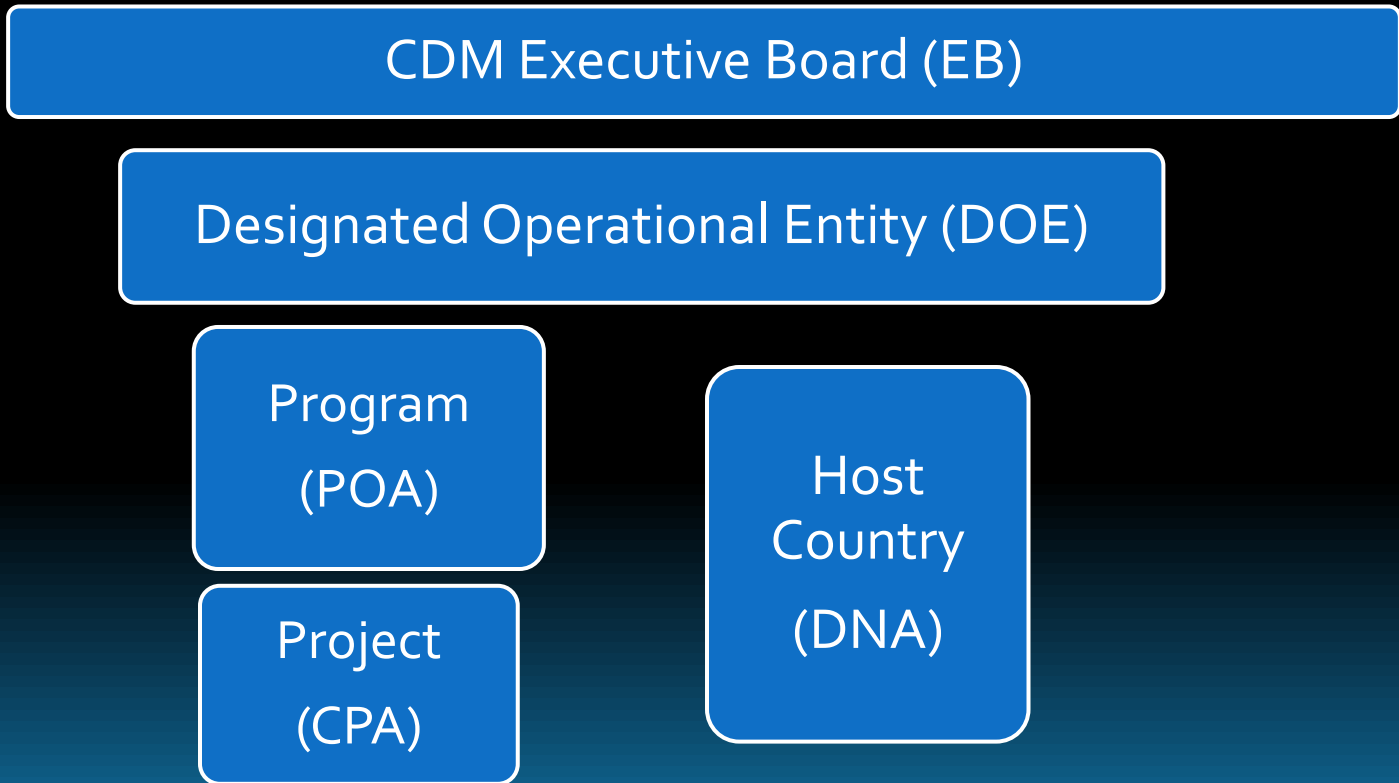 CDM Executive Board (EB)
Designated Operational Entity (DOE)
Program
(POA)
Project
(CPA)
Host
Country
(DNA)